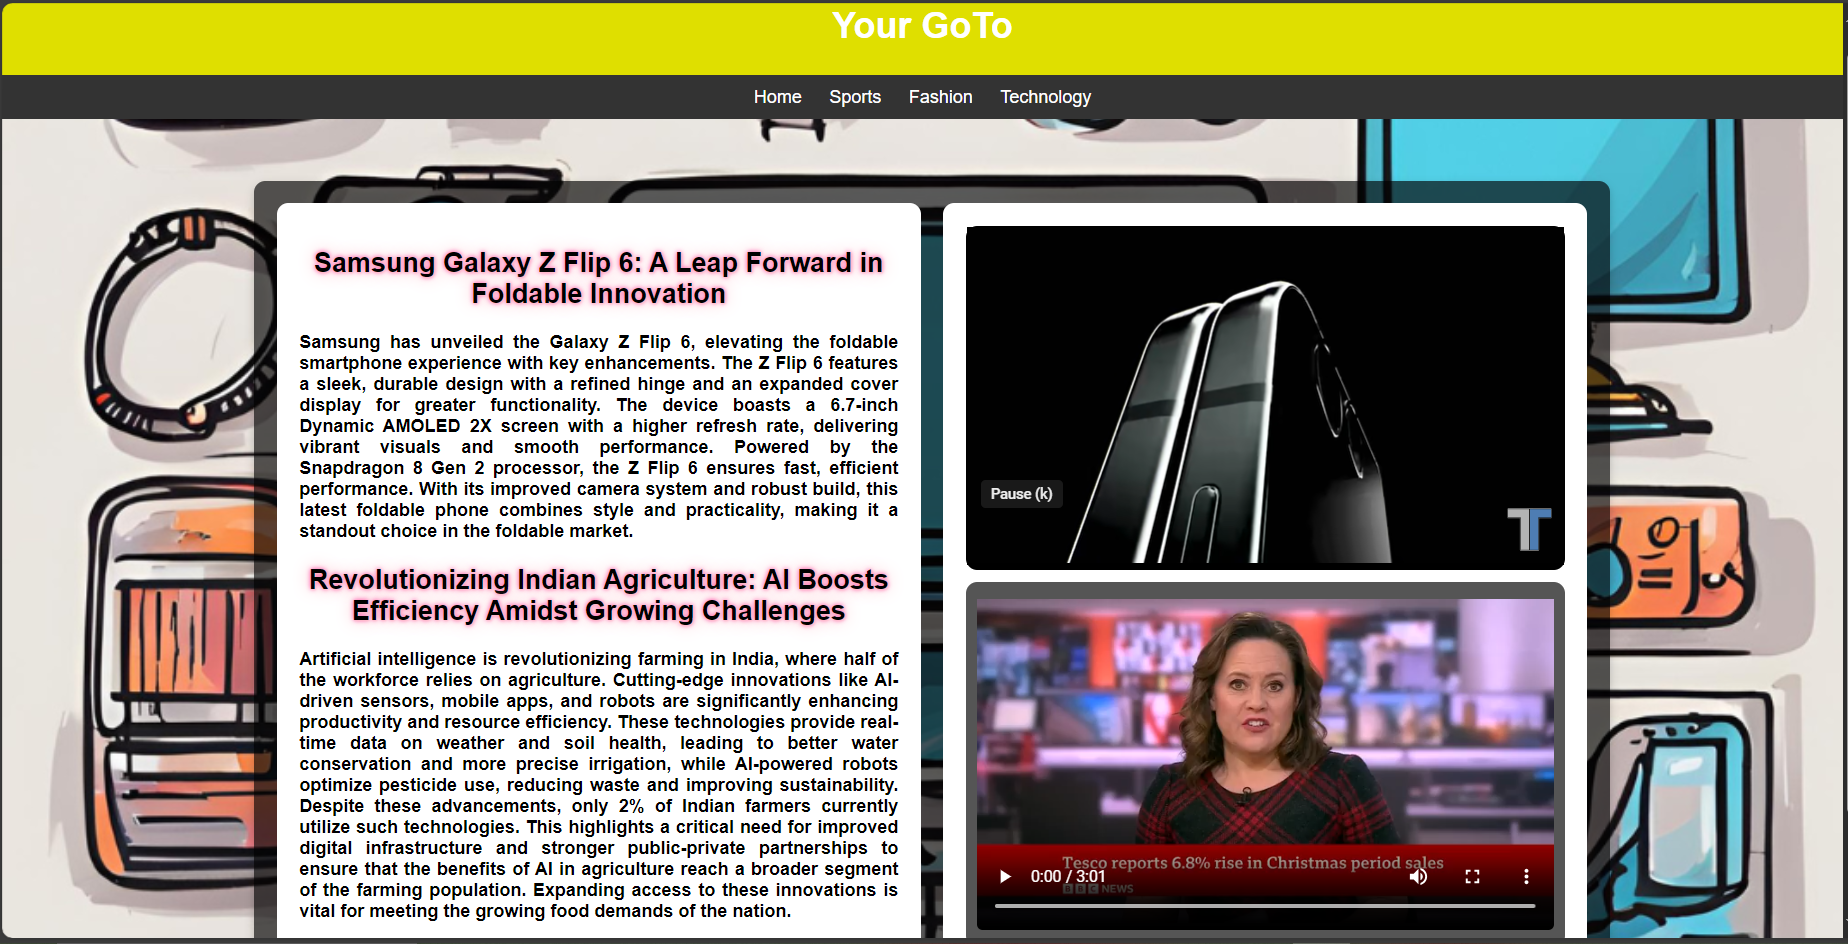 Your GoTo
Home Sports Fashion Technology
Samsung Galaxy Z Flip 6: A Leap Forward in
Foldable Innovation
Samsung has unveiled the Galaxy Z Flip 6, elevating the foldable
smartphone experience with key enhancements. The Z Flip 6 features
a sleek, durable design with a refined hinge and an expanded cover
display for greater functionality. The device boasts a 6.7-inch
Dynamic AMOLED 2X screen with a higher refresh rate, delivering
vibrant visuals and smooth performance. Powered by the
Snapdragon 8 Gen 2 processor, the Z Flip 6 ensures fast, efficient
performance. With its improved camera system and robust build, this
latest foldable phone combines style and practicality, making it a
standout choice in the foldable market.
Revolutionizing Indian Agriculture: AI Boosts
Efficiency Amidst Growing Challenges
Artificial intelligence is revolutionizing farming in India, where half of
the workforce relies on agriculture. Cutting-edge innovations like AI-
driven sensors, mobile apps, and robots are significantly enhancing
productivity and resource efficiency. These technologies provide real-
time data on weather and soil health, leading to better water
conservation and more precise irrigation, while AI-powered robots
optimize pesticide use, reducing waste and improving sustainability.
Despite these advancements, only 2% of Indian farmers currently
utilize such technologies. This highlights a critical need for improved
digital infrastructure and stronger public-private partnerships to
ensure that the benefits of AI in agriculture reach a broader segment
of the farming population. Expanding access to these innovations is
vital for meeting the growing food demands of the nation.
Pause (k)
TT
Tesco reports 6.8% rise in Christmas period sales
0:00 / 3:01
BBC NEWS